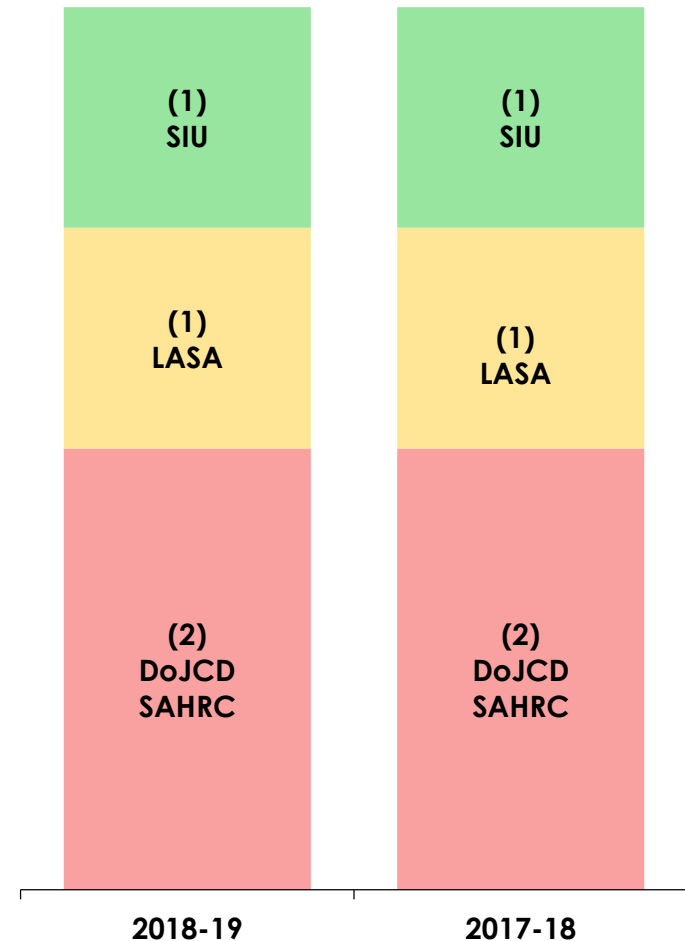 (1)
SIU
(1)
LASA
(2)
DoJCD
SAHRC
2018-19
(1)
SIU
(1)
LASA
(2)
DoJCD
SAHRC
2017-18